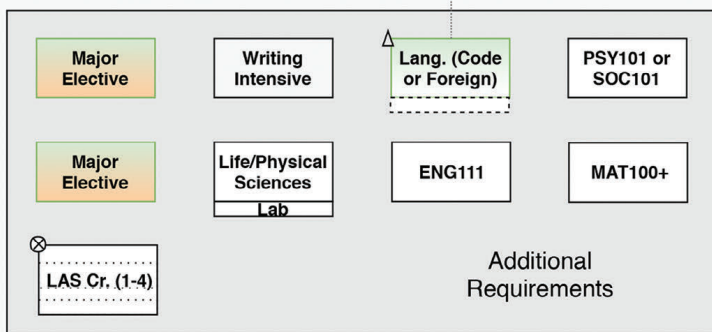 Major
Elective
Writing
Intensive
Lang. (Code
or Foreign)
PSY101 or
SOC101
Major
Elective
Life/Physical
Sciences
Lab
ENG111
MAT100+
LAS Cr. (1-4)
Additional
Requirements